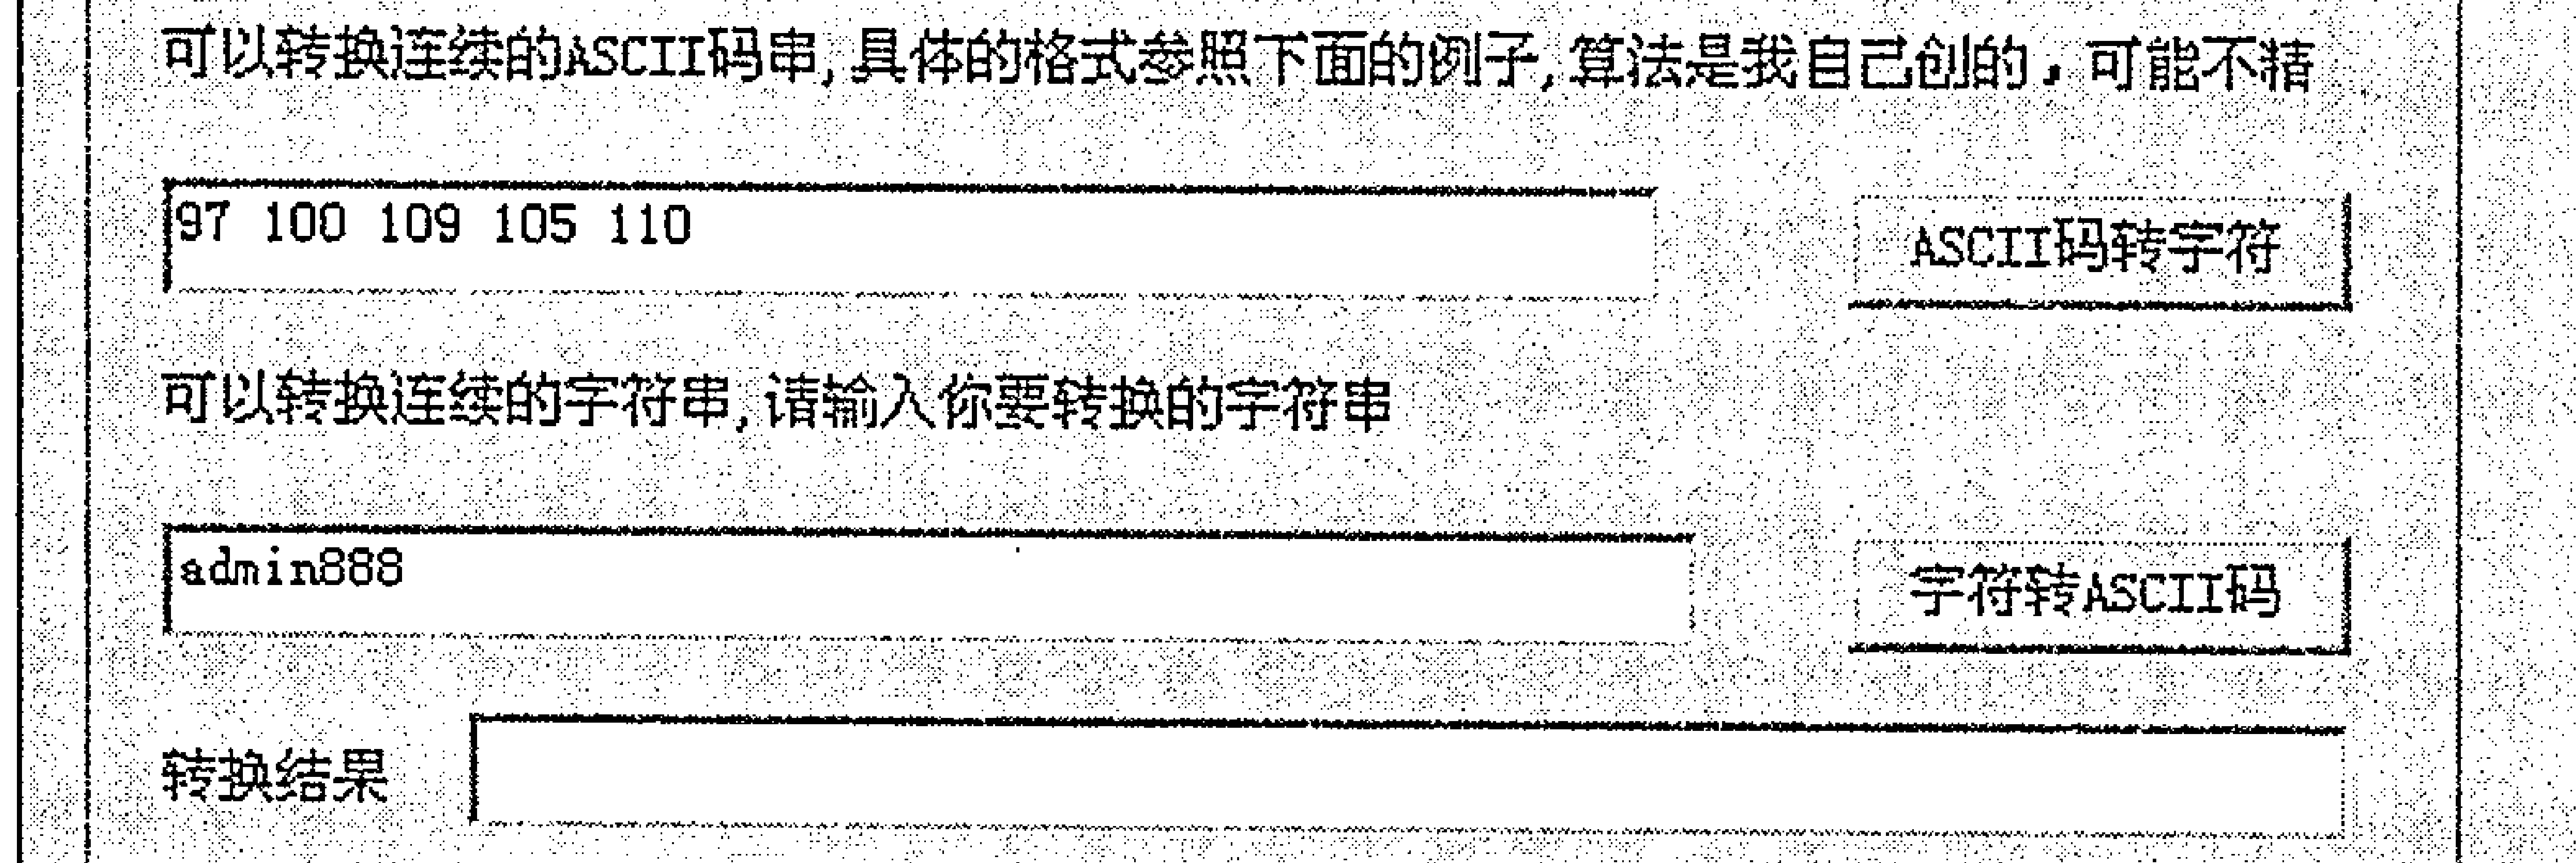 可以转换连续的ASCII码串,具体的格式参照下面的例子,算法是我自己创的,可能不精
97 100 109 105 110
ASCII码转字符
可以转换连续的字符串,请输入你要转换的字符串
admin888
字符转ASCII码
转换结果